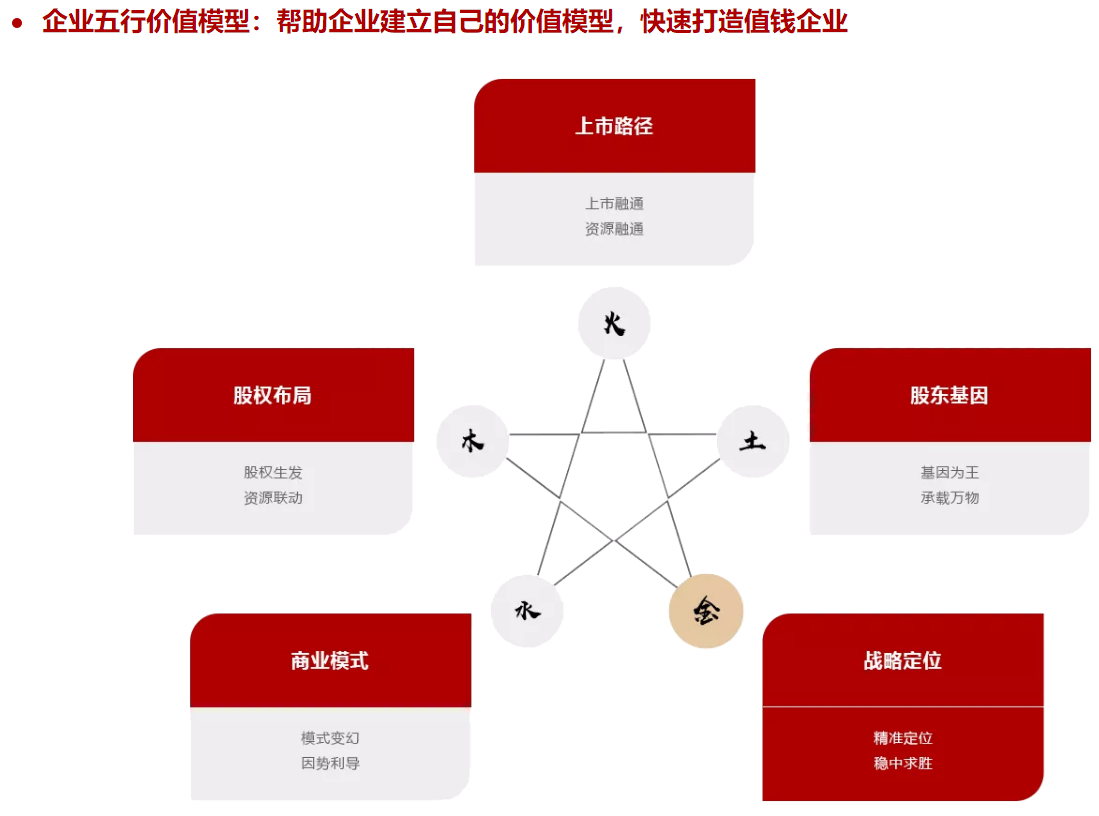 企业五行价值模型：帮助企业建立自己的价值模型，快速打造值钱企业
上市路径
上市融通
资源融通
火
股权布局
股权生发
资源联动
木
土
股东基因
基因为王
承载万物
水
金
商业模式
模式变幻
因势利导
战略定位
精准定位
稳中求胜